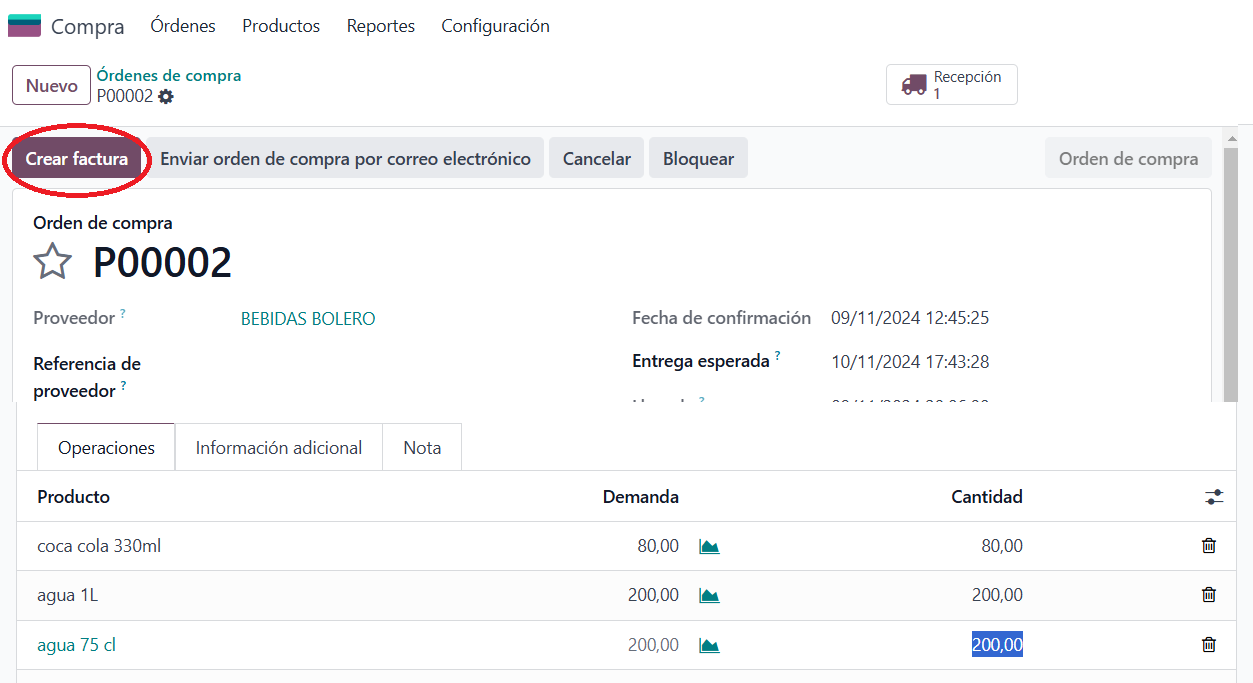 Compra Órdenes Productos Reportes Configuración
Nuevo
Órdenes de compra
P00002
Recepción
1
Crear factura Enviar orden de compra por correo electrónico Cancelar Bloquear Orden de compra
Orden de compra
P00002
Proveedor ? BEBIDAS BOLERO
Fecha de confirmación 09/11/2024 12:45:25
Referencia de
proveedor ?
Entrega esperada ? 10/11/2024 17:43:28
Operaciones Información adicional Nota
Producto Demanda Cantidad
coca cola 330ml 80,00 80,00
agua 1L 200,00 200,00
agua 75 cl 200,00 200,00